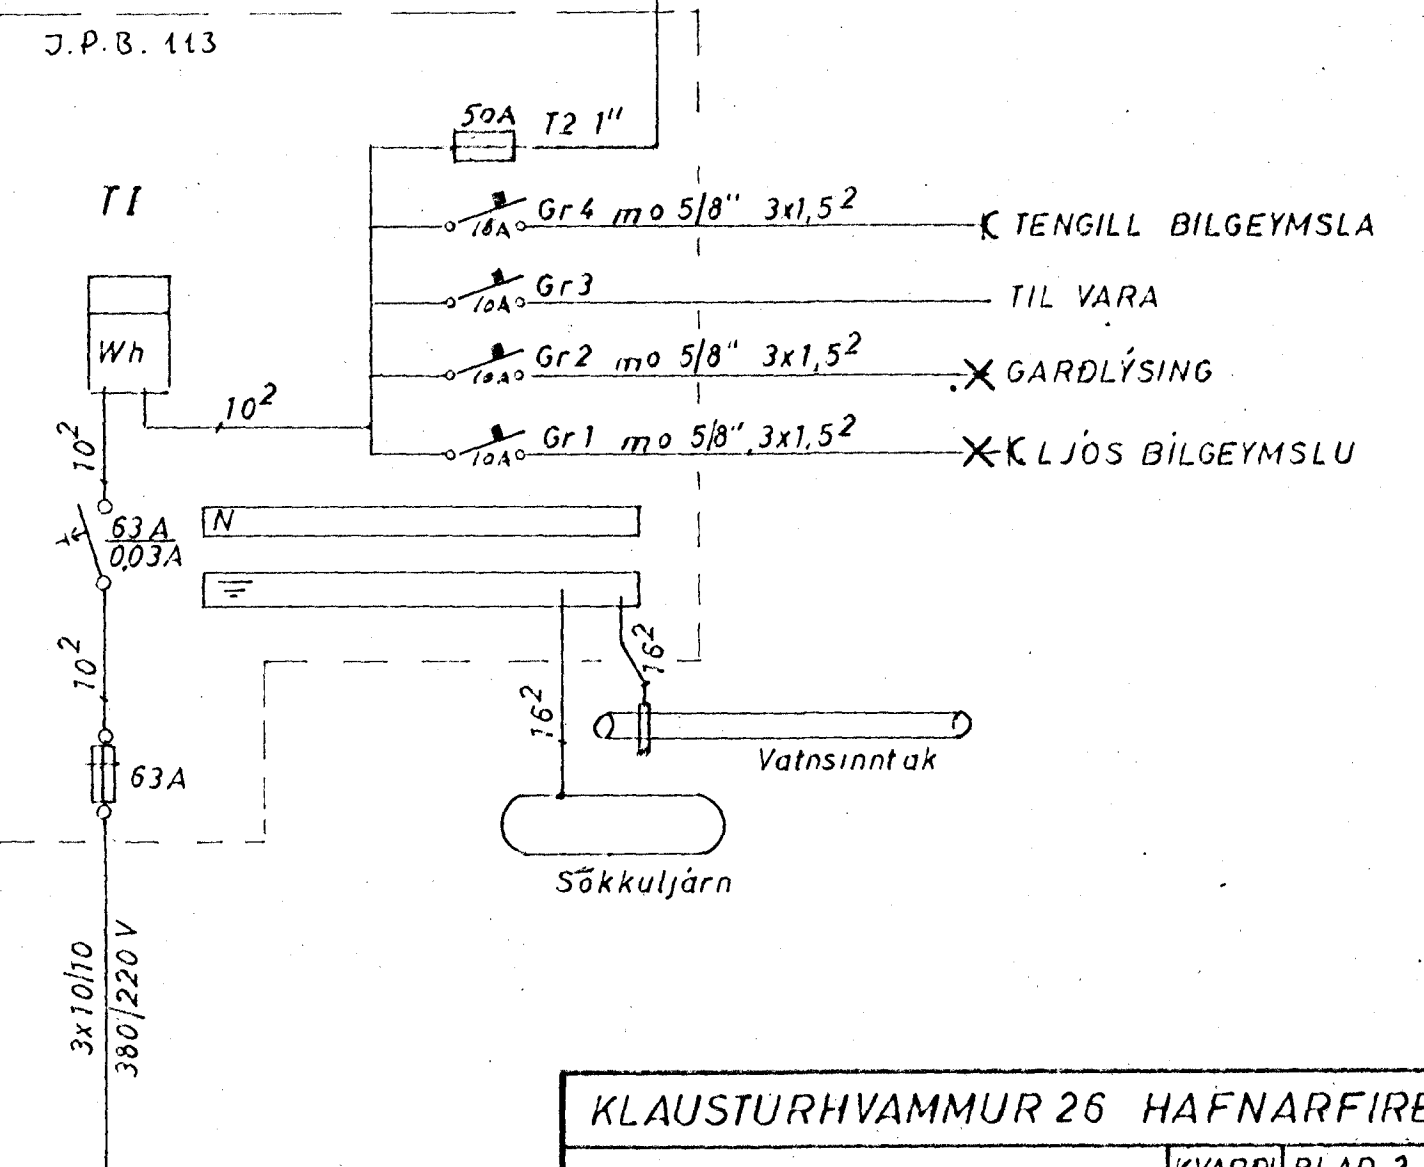 J.P.B. 113
50A T2 1"
TI
Gr 4 mo 5/8" 3x1,5² TENGILL BILGEYMSLA
Gr 3 TIL VARA
10A
Wh
Gr 2 mo 5/8" 3x1,5² GARÐLÝSING
10A
10²
10²
Gr 1 mo 5/8" 3x1,5² LJÓS BÍLGEYMSLU
10A
N
63A
0,03A
10²
16²
16²
Vatnsinntak
63A
Sökkuljárn
3x10/10
380/220 V
KLAUSTURHVAMMUR 26 HAFNARFIRÐ
KVARÐI BLAÐ